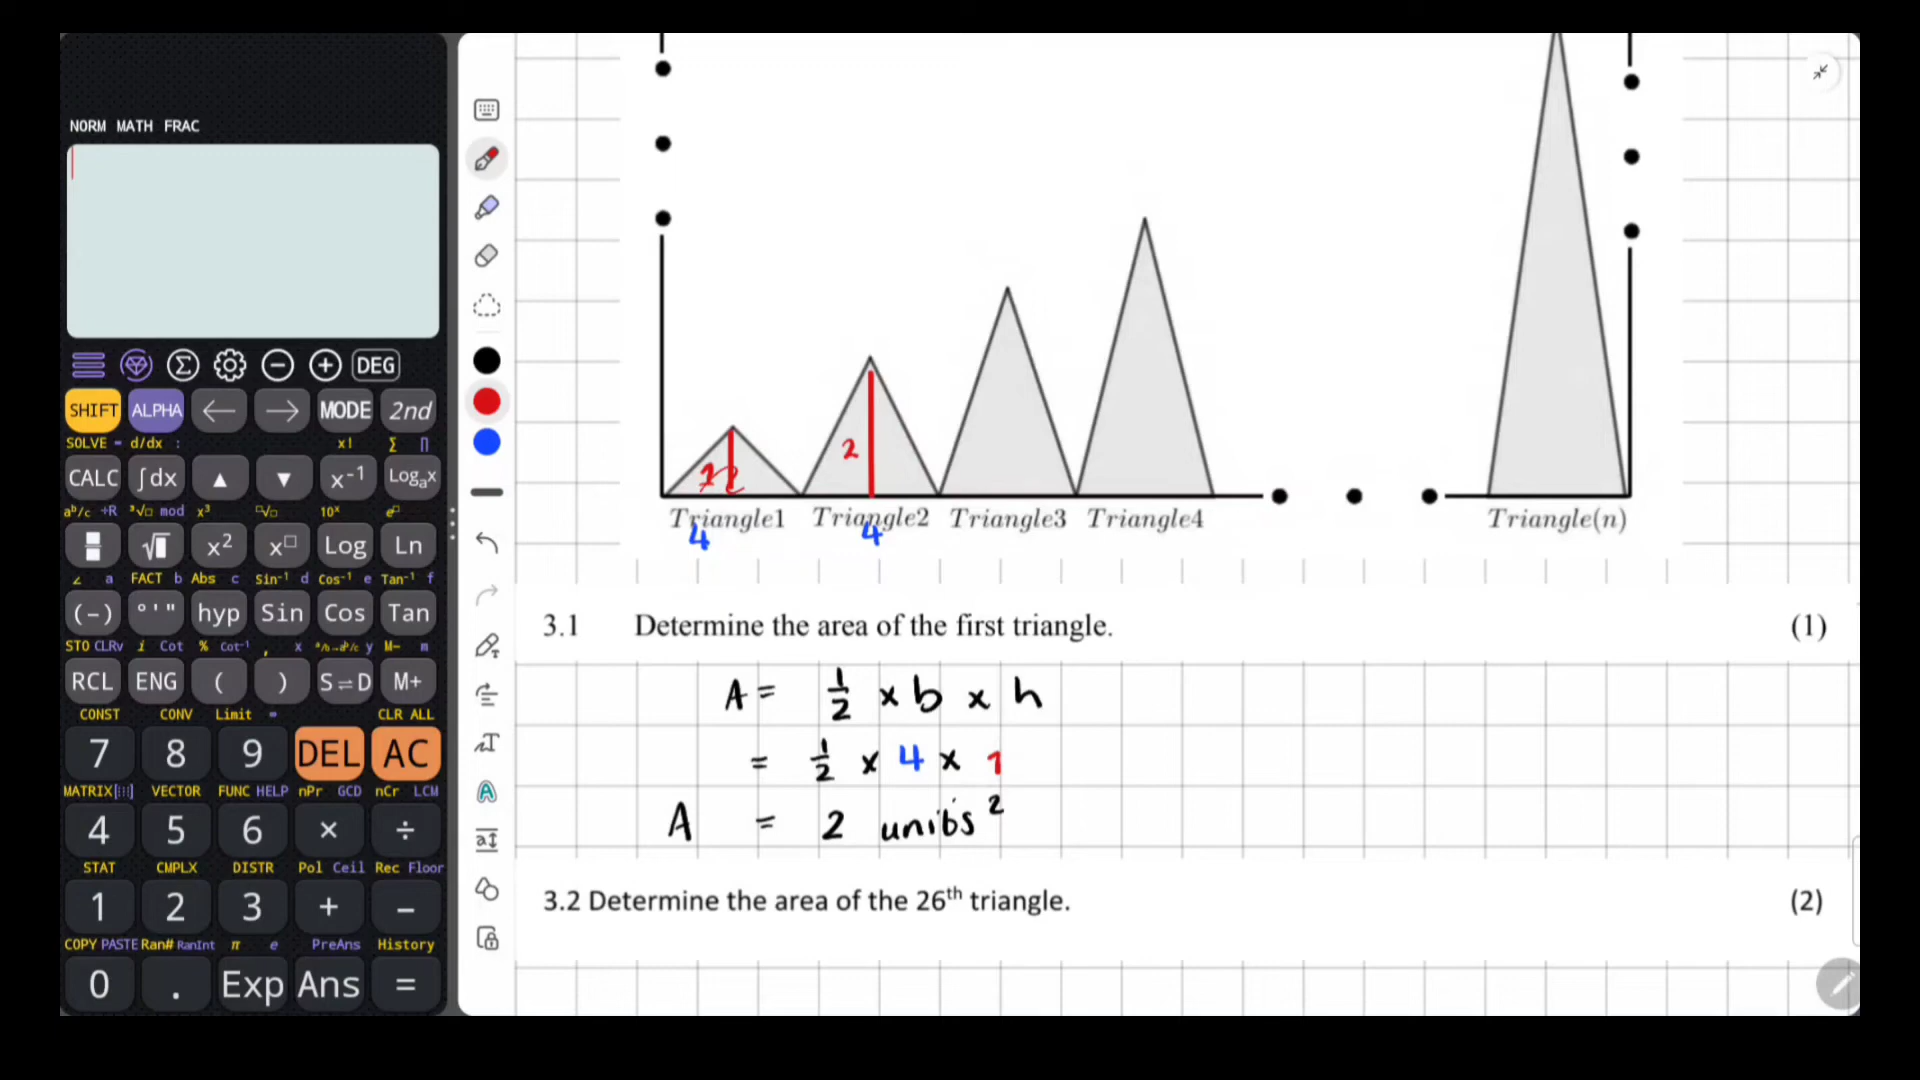 NORM MATH FRAC
DEG
SHIFT ALPHA ← → MODE 2nd
SOLVE = d/dx : x! Σ ∏
CALC ∫dx ▲ ▼ x⁻¹ Logₐx
a b/c ÷R ³√□ mod x³ □√□ 10ˣ e□
√ x² x□ Log Ln
∠ a FACT b Abs c Sin⁻¹ d Cos⁻¹ e Tan⁻¹ f
(−) °'" hyp Sin Cos Tan
STO CLRv i Cot % Cot⁻¹ , x y M− m
RCL ENG ( ) S⇌D M+
CONST CONV Limit ∞ CLR ALL
7 8 9 DEL AC
MATRIX VECTOR FUNC HELP nPr GCD nCr LCM
4 5 6 × ÷
STAT CMPLX DISTR Pol Ceil Rec Floor
1 2 3 + −
COPY PASTE Ran# RanInt π e PreAns History
0 . Exp Ans =
1
2
Triangle1 Triangle2 Triangle3 Triangle4 Triangle(n)
4 4
3.1 Determine the area of the first triangle. (1)
A = 1/2 × b × h
= 1/2 × 4 × 1
A = 2 units²
3.2 Determine the area of the 26th triangle. (2)